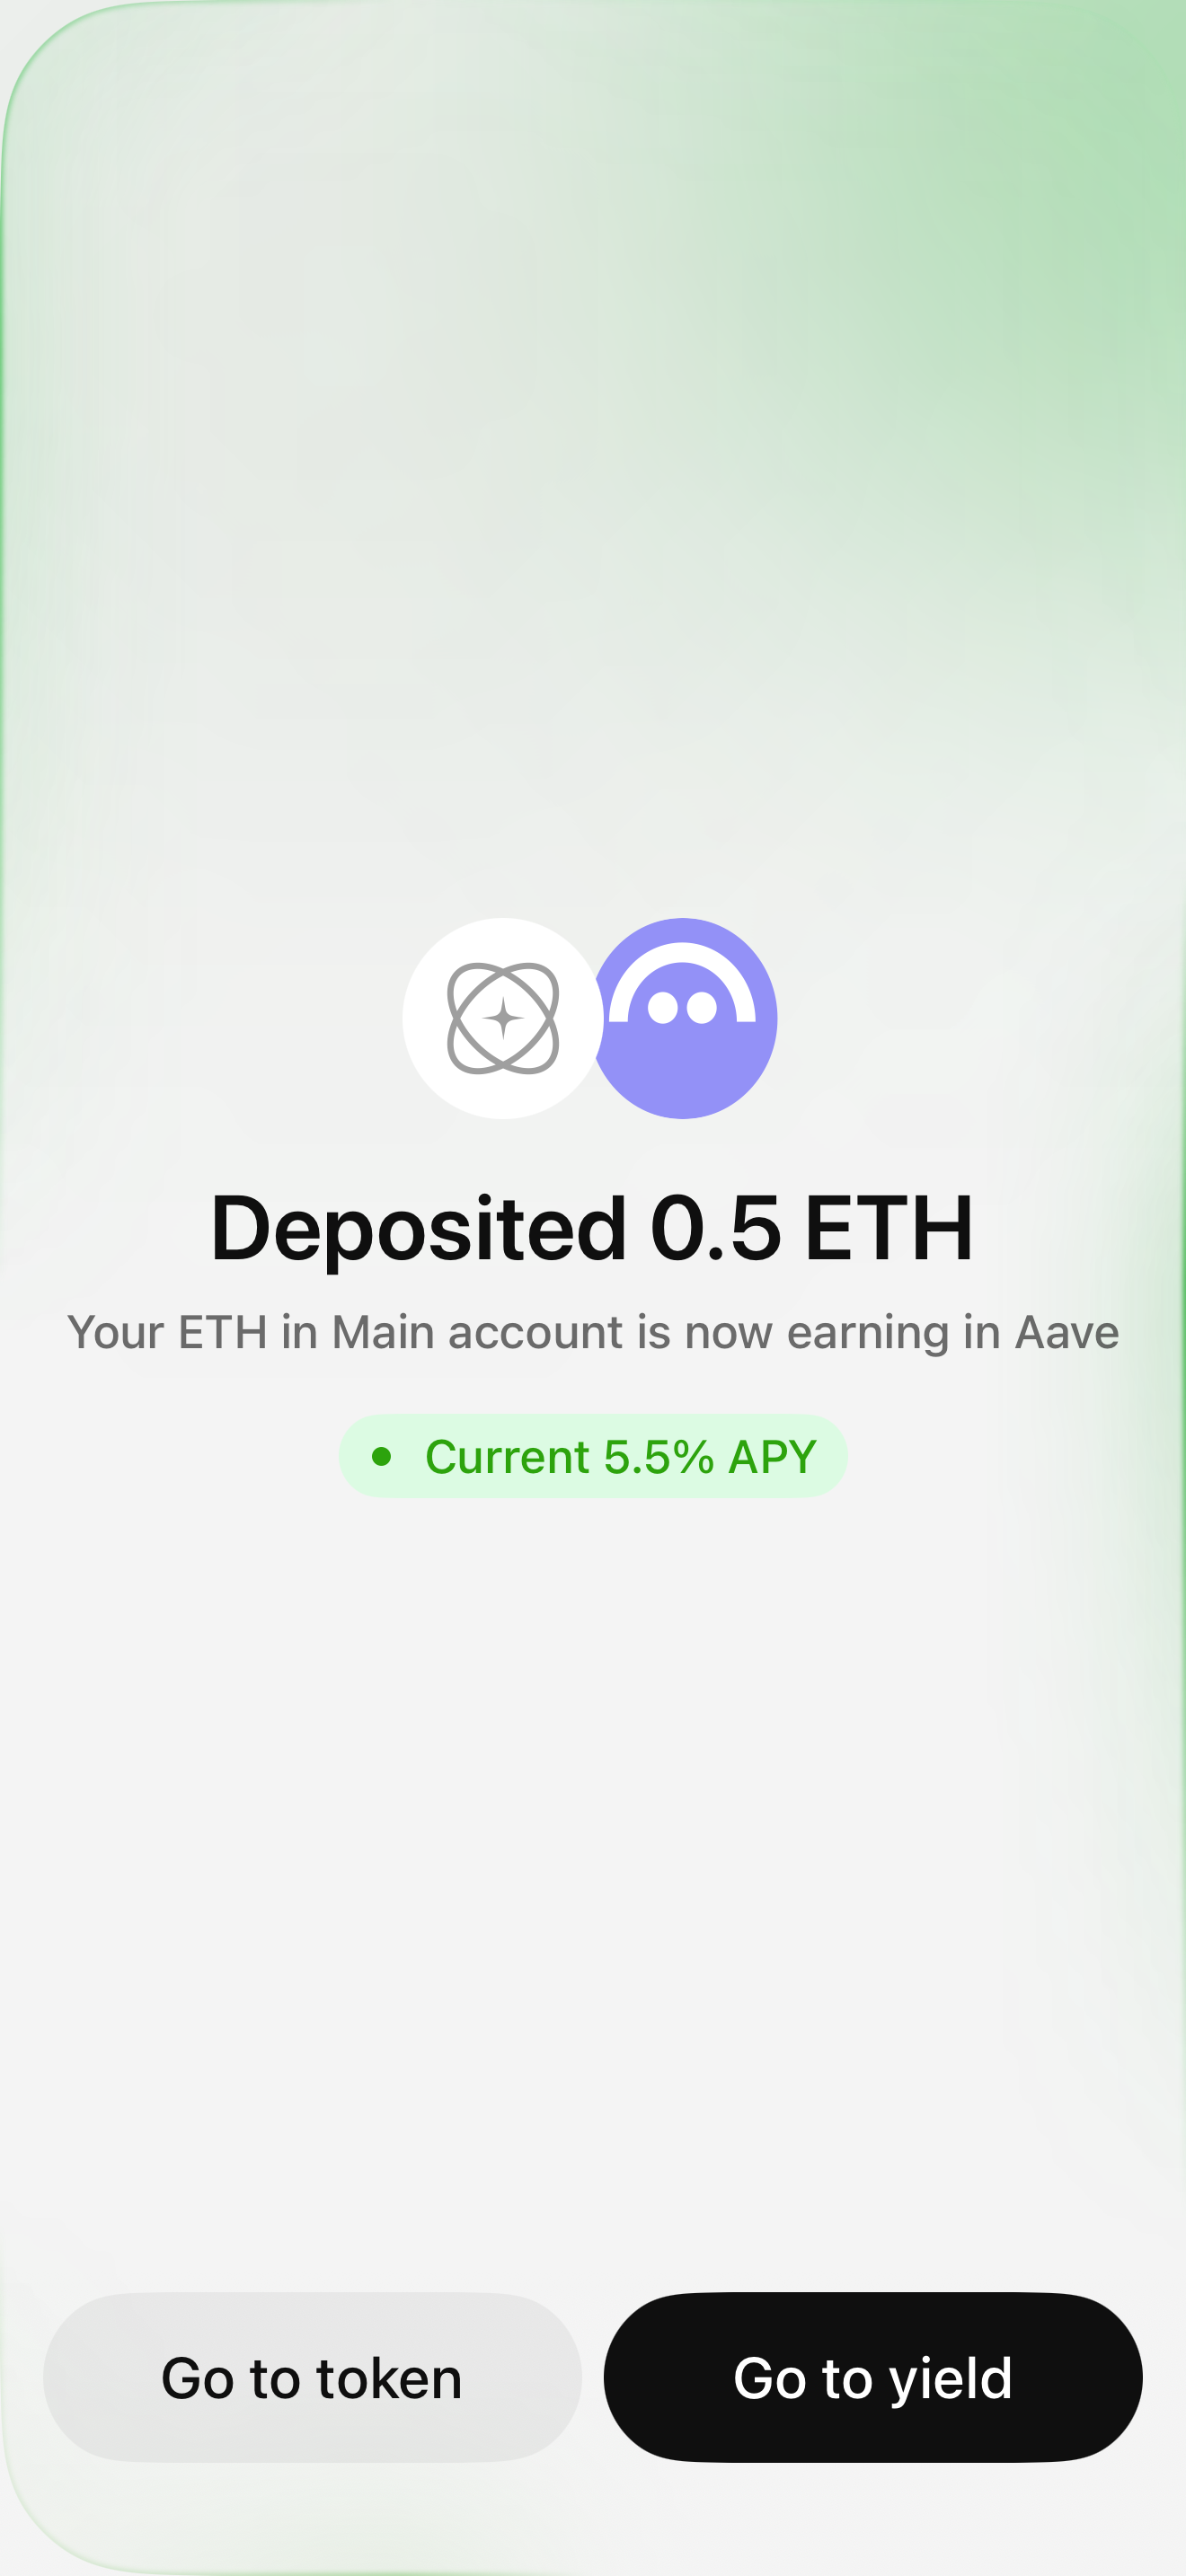 Deposited 0.5 ETH
Your ETH in Main account is now earning in Aave
Current 5.5% APY
Go to token
Go to yield